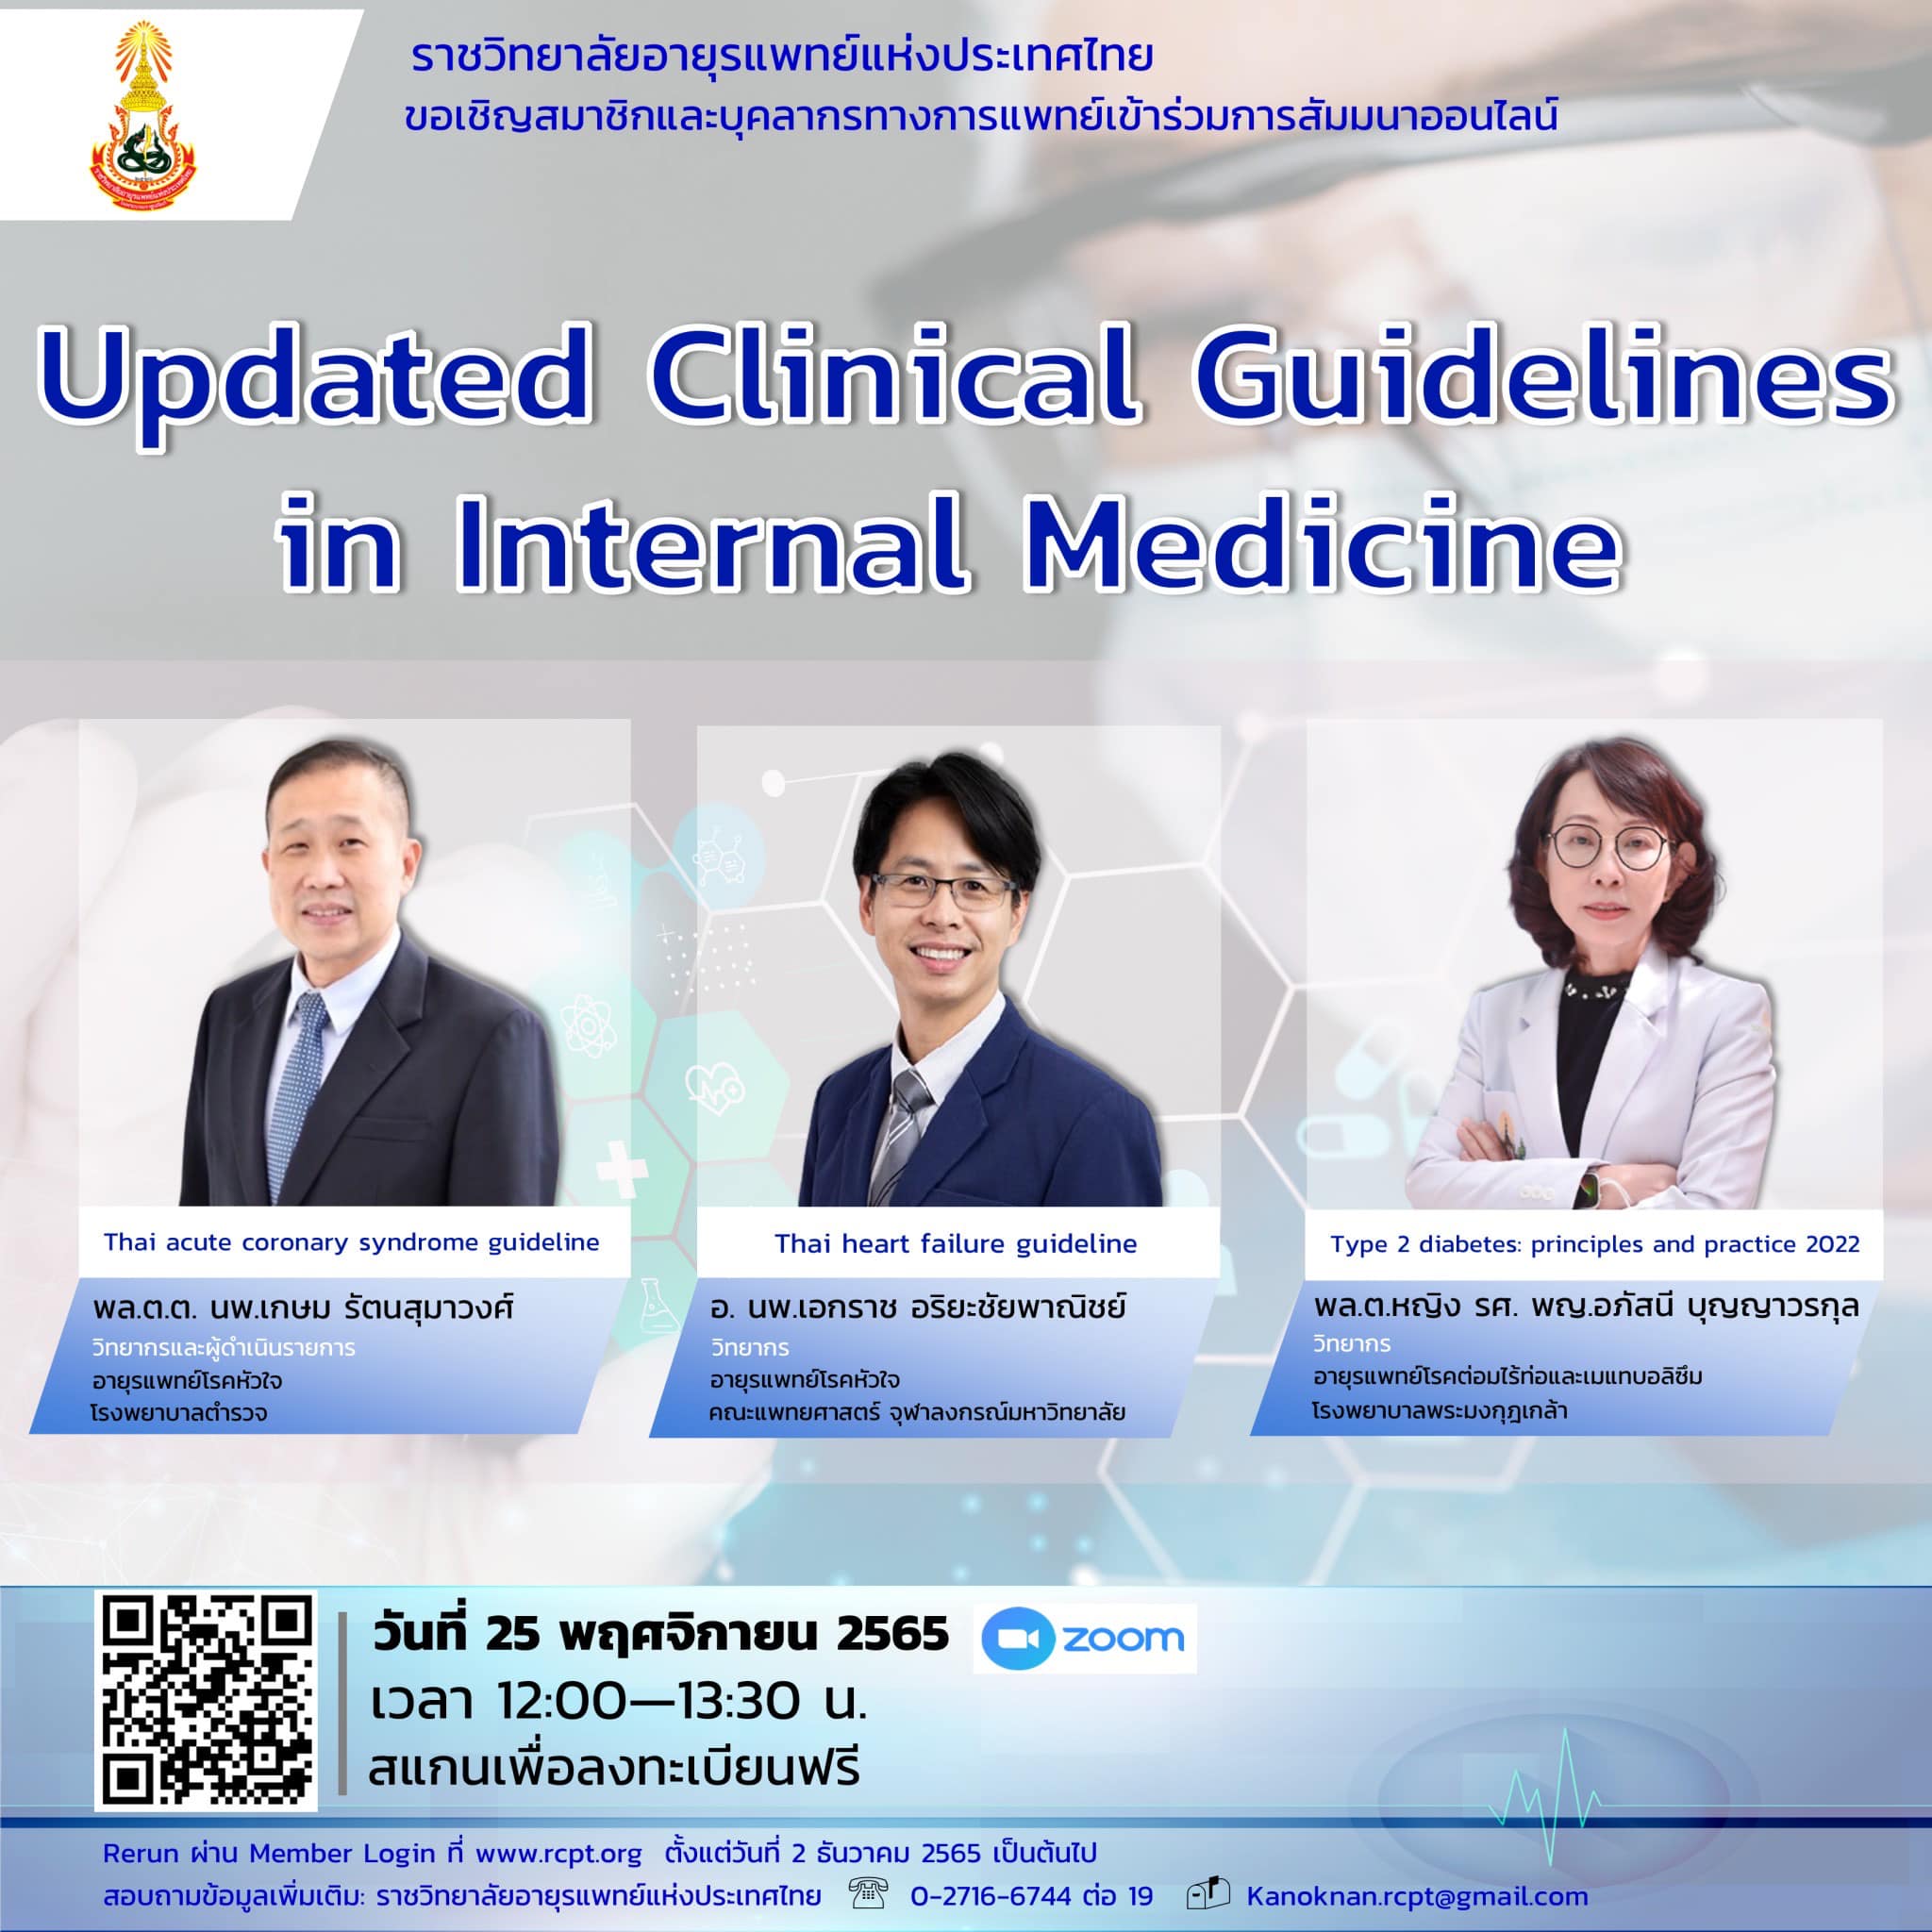 ราชวิทยาลัยอายุรแพทย์แห่งประเทศไทย
ขอเชิญสมาชิกและบุคลากรทางการแพทย์เข้าร่วมการสัมมนาออนไลน์
Updated Clinical Guidelines
in Internal Medicine
Thai acute coronary syndrome guideline
พล.ต.ต. นพ.เกษม รัตนสุมาวงศ์
วิทยากรและผู้ดำเนินรายการ
อายุรแพทย์โรคหัวใจ
โรงพยาบาลตำรวจ
Thai heart failure guideline
อ. นพ.เอกราช อริยะชัยพาณิชย์
วิทยากร
อายุรแพทย์โรคหัวใจ
คณะแพทยศาสตร์ จุฬาลงกรณ์มหาวิทยาลัย
Type 2 diabetes: principles and practice 2022
พล.ต.หญิง รศ. พญ.อภัสนี บุญญาวรกุล
วิทยากร
อายุรแพทย์โรคต่อมไร้ท่อและเมแทบอลิซึม
โรงพยาบาลพระมงกุฎเกล้า
วันที่ 25 พฤศจิกายน 2565 zoom
เวลา 12:00—13:30 น.
สแกนเพื่อลงทะเบียนฟรี
Rerun ผ่าน Member Login ที่ www.rcpt.org ตั้งแต่วันที่ 2 ธันวาคม 2565 เป็นต้นไป
สอบถามข้อมูลเพิ่มเติม: ราชวิทยาลัยอายุรแพทย์แห่งประเทศไทย 0-2716-6744 ต่อ 19 Kanoknan.rcpt@gmail.com